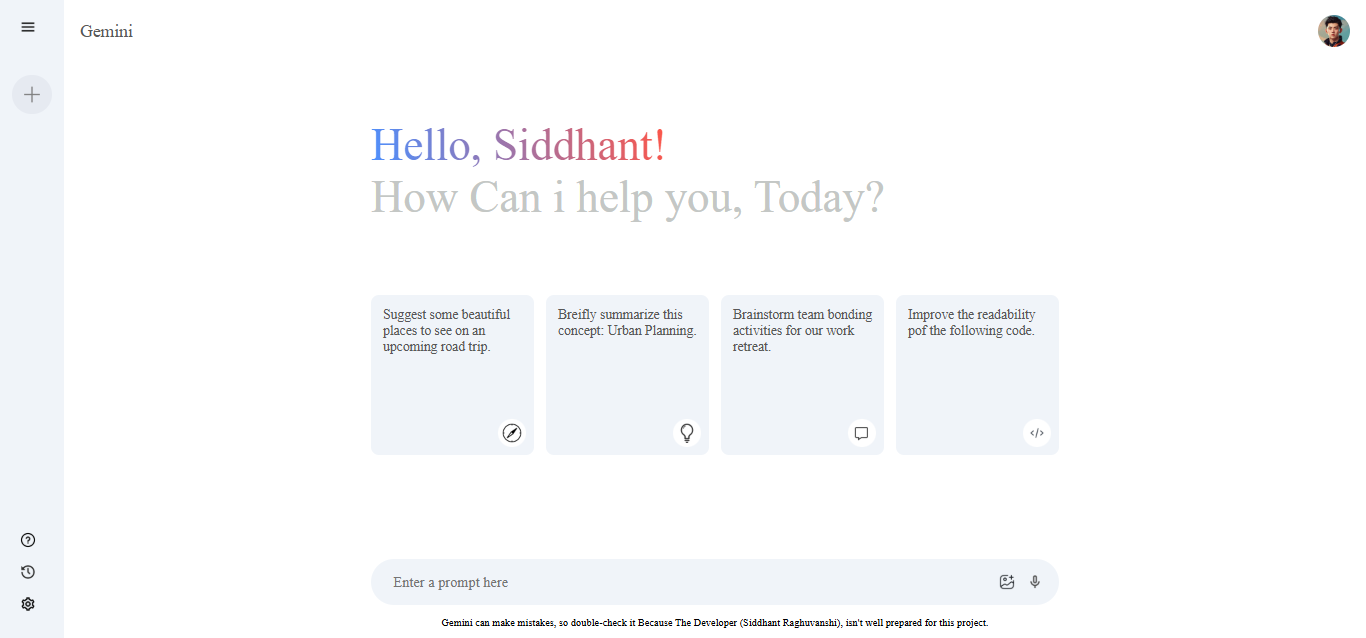 Gemini
Hello, Siddhant!
How Can i help you, Today?
Suggest some beautiful
places to see on an
upcoming road trip.
Breifly summarize this
concept: Urban Planning.
Brainstorm team bonding
activities for our work
retreat.
Improve the readability
pof the following code.
Enter a prompt here
Gemini can make mistakes, so double-check it Because The Developer (Siddhant Raghuvanshi), isn't well prepared for this project.